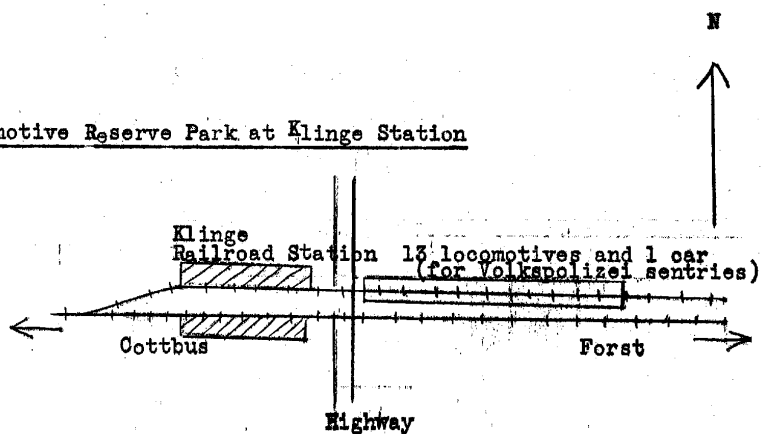 N
motive Reserve Park at Klinge Station
Klinge
Railroad Station
13 locomotives and 1 car
(for Volkspolizei sentries)
Cottbus
Forst
Highway